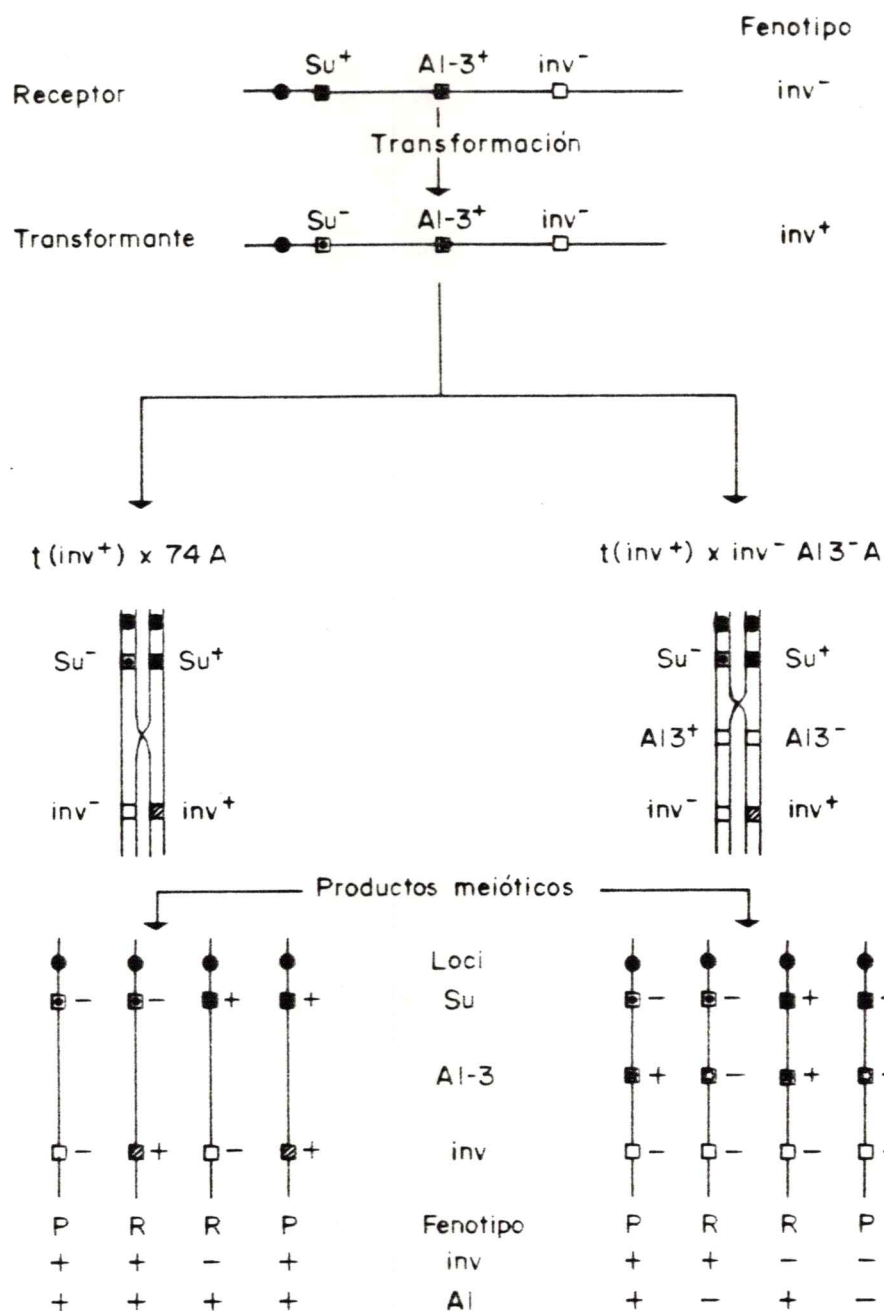 Fenotipo
Su⁺ Al-3⁺ inv⁻
Receptor inv⁻
Transformación
Su⁻ Al-3⁺ inv⁻
Transformante inv⁺
t(inv⁺) x 74 A t(inv⁺) x inv⁻ Al3⁻A
Su⁻ Su⁺ Su⁻ Su⁺
Al3⁺ Al3⁻
inv⁻ inv⁺ inv⁻ inv⁺
Productos meióticos
Loci
- - + + Su - - +
Al-3 + - +
- + - + inv - - -
P R R P Fenotipo P R R P
+ + - + inv + + - -
+ + + + Al + - + -